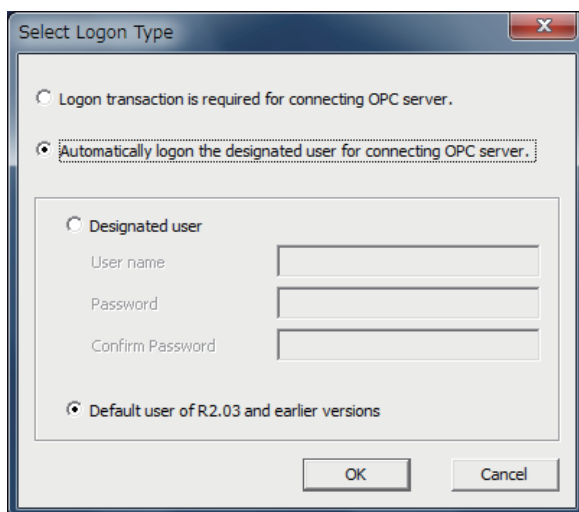 Select Logon Type
Logon transaction is required for connecting OPC server.
Automatically logon the designated user for connecting OPC server.
Designated user
User name
Password
Confirm Password
Default user of R2.03 and earlier versions
OK
Cancel